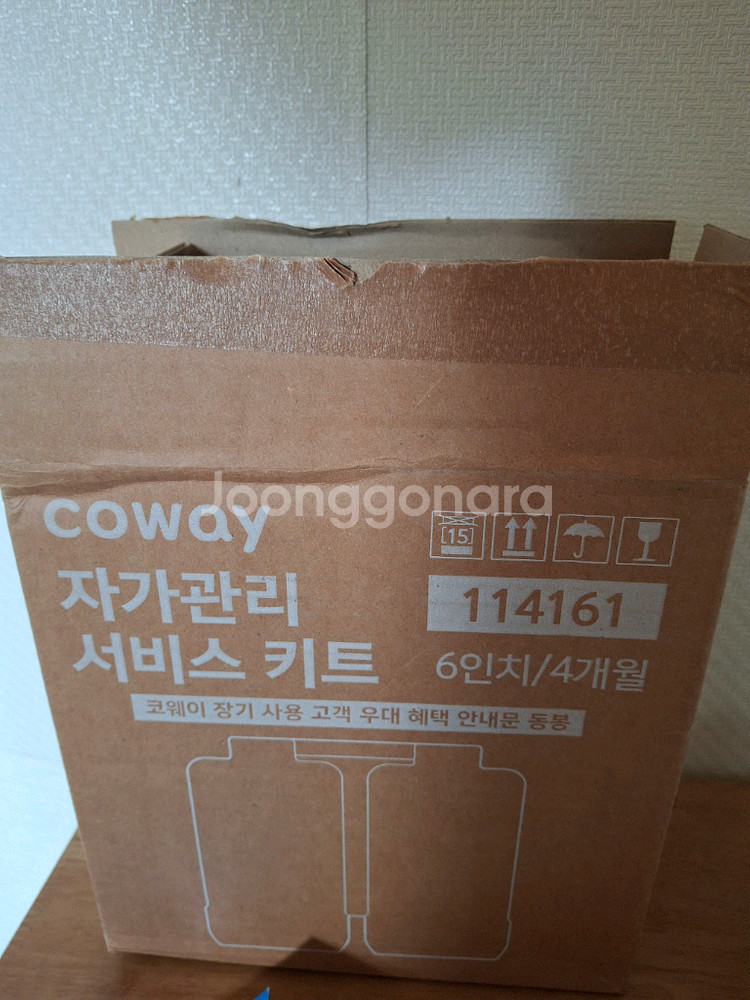 Joonggonara
coway
[15]
자가관리
서비스 키트
114161
6인치/4개월
코웨이 장기 사용 고객 우대 혜택 안내문 동봉